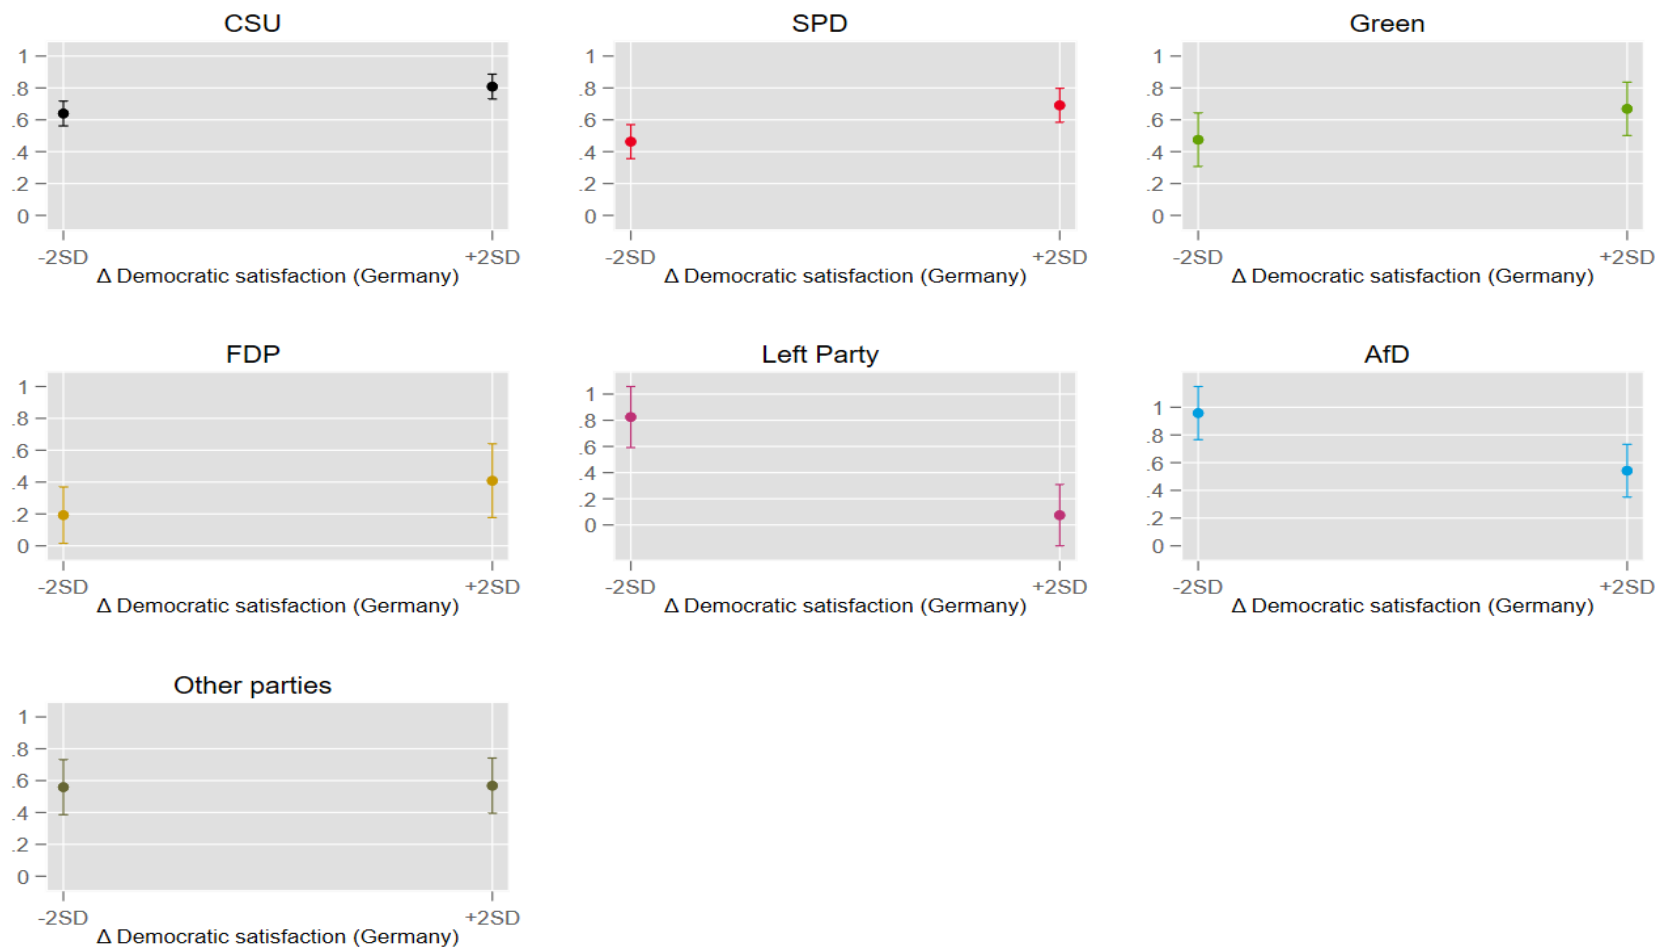 CSU
1
.8
.6
.4
.2
0
-2SD +2SD
Δ Democratic satisfaction (Germany)
SPD
1
.8
.6
.4
.2
0
-2SD +2SD
Δ Democratic satisfaction (Germany)
Green
1
.8
.6
.4
.2
0
-2SD +2SD
Δ Democratic satisfaction (Germany)
FDP
1
.8
.6
.4
.2
0
-2SD +2SD
Δ Democratic satisfaction (Germany)
Left Party
1
.8
.6
.4
.2
0
-2SD +2SD
Δ Democratic satisfaction (Germany)
AfD
1
.8
.6
.4
.2
0
-2SD +2SD
Δ Democratic satisfaction (Germany)
Other parties
1
.8
.6
.4
.2
0
-2SD +2SD
Δ Democratic satisfaction (Germany)